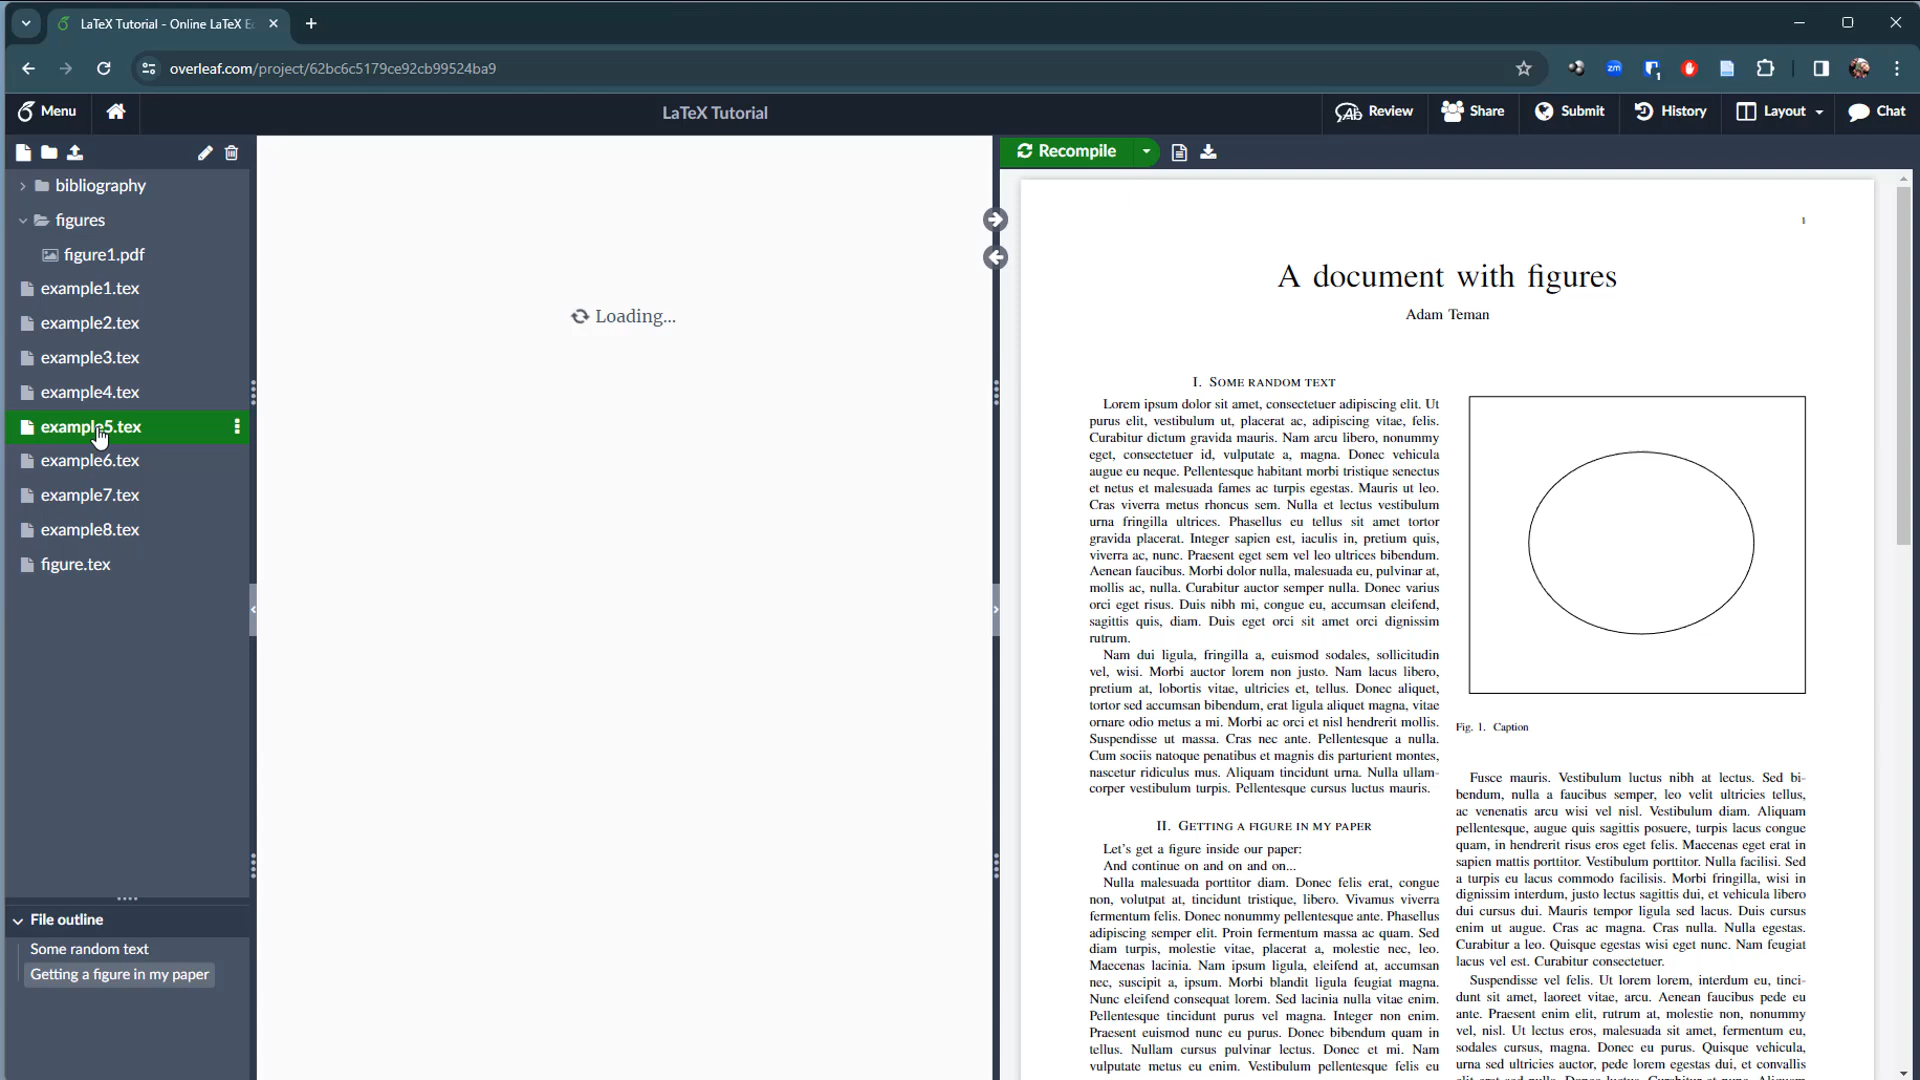 LaTeX Tutorial - Online LaTeX E
overleaf.com/project/62bc6c5179ce92cb99524ba9
zm
1
Menu
LaTeX Tutorial
Review
Share
Submit
History
Layout
Chat
bibliography
figures
figure1.pdf
example1.tex
example2.tex
example3.tex
example4.tex
example5.tex
example6.tex
example7.tex
example8.tex
figure.tex
File outline
Some random text
Getting a figure in my paper
Loading...
Recompile
1
A document with figures
Adam Teman
I. Some random text
Lorem ipsum dolor sit amet, consectetuer adipiscing elit. Ut
purus elit, vestibulum ut, placerat ac, adipiscing vitae, felis.
Curabitur dictum gravida mauris. Nam arcu libero, nonummy
eget, consectetuer id, vulputate a, magna. Donec vehicula
augue eu neque. Pellentesque habitant morbi tristique senectus
et netus et malesuada fames ac turpis egestas. Mauris ut leo.
Cras viverra metus rhoncus sem. Nulla et lectus vestibulum
urna fringilla ultrices. Phasellus eu tellus sit amet tortor
gravida placerat. Integer sapien est, iaculis in, pretium quis,
viverra ac, nunc. Praesent eget sem vel leo ultrices bibendum.
Aenean faucibus. Morbi dolor nulla, malesuada eu, pulvinar at,
mollis ac, nulla. Curabitur auctor semper nulla. Donec varius
orci eget risus. Duis nibh mi, congue eu, accumsan eleifend,
sagittis quis, diam. Duis eget orci sit amet orci dignissim
rutrum.
Nam dui ligula, fringilla a, euismod sodales, sollicitudin
vel, wisi. Morbi auctor lorem non justo. Nam lacus libero,
pretium at, lobortis vitae, ultricies et, tellus. Donec aliquet,
tortor sed accumsan bibendum, erat ligula aliquet magna, vitae
ornare odio metus a mi. Morbi ac orci et nisl hendrerit mollis.
Suspendisse ut massa. Cras nec ante. Pellentesque a nulla.
Cum sociis natoque penatibus et magnis dis parturient montes,
nascetur ridiculus mus. Aliquam tincidunt urna. Nulla ullam-
corper vestibulum turpis. Pellentesque cursus luctus mauris.
II. Getting a figure in my paper
Let's get a figure inside our paper:
And continue on and on and on...
Nulla malesuada porttitor diam. Donec felis erat, congue
non, volutpat at, tincidunt tristique, libero. Vivamus viverra
fermentum felis. Donec nonummy pellentesque ante. Phasellus
adipiscing semper elit. Proin fermentum massa ac quam. Sed
diam turpis, molestie vitae, placerat a, molestie nec, leo.
Maecenas lacinia. Nam ipsum ligula, eleifend at, accumsan
nec, suscipit a, ipsum. Morbi blandit ligula feugiat magna.
Nunc eleifend consequat lorem. Sed lacinia nulla vitae enim.
Pellentesque tincidunt purus vel magna. Integer non enim.
Praesent euismod nunc eu purus. Donec bibendum quam in
tellus. Nullam cursus pulvinar lectus. Donec et mi. Nam
vulputate metus eu enim. Vestibulum pellentesque felis eu
Fig. 1. Caption
Fusce mauris. Vestibulum luctus nibh at lectus. Sed bi-
bendum, nulla a faucibus semper, leo velit ultricies tellus,
ac venenatis arcu wisi vel nisl. Vestibulum diam. Aliquam
pellentesque, augue quis sagittis posuere, turpis lacus congue
quam, in hendrerit risus eros eget felis. Maecenas eget erat in
sapien mattis porttitor. Vestibulum porttitor. Nulla facilisi. Sed
a turpis eu lacus commodo facilisis. Morbi fringilla, wisi in
dignissim interdum, justo lectus sagittis dui, et vehicula libero
dui cursus dui. Mauris tempor ligula sed lacus. Duis cursus
enim ut augue. Cras ac magna. Cras nulla. Nulla egestas.
Curabitur a leo. Quisque egestas wisi eget nunc. Nam feugiat
lacus vel est. Curabitur consectetuer.
Suspendisse vel felis. Ut lorem lorem, interdum eu, tinci-
dunt sit amet, laoreet vitae, arcu. Aenean faucibus pede eu
ante. Praesent enim elit, rutrum at, molestie non, nonummy
vel, nisl. Ut lectus eros, malesuada sit amet, fermentum eu,
sodales cursus, magna. Donec eu purus. Quisque vehicula,
urna sed ultricies auctor, pede lorem egestas dui, et convallis